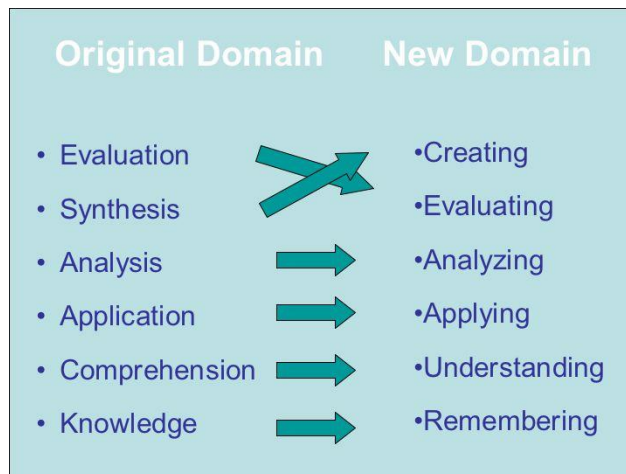 Original Domain New Domain
• Evaluation •Creating
• Synthesis •Evaluating
• Analysis •Analyzing
• Application •Applying
• Comprehension •Understanding
• Knowledge •Remembering